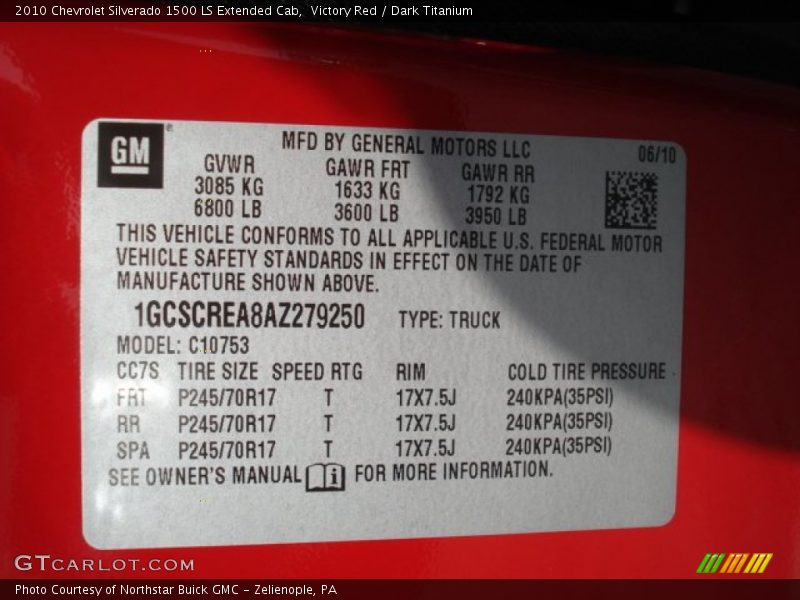 2010 Chevrolet Silverado 1500 LS Extended Cab, Victory Red / Dark Titanium
GM ®
MFD BY GENERAL MOTORS LLC
06/10
GVWR GAWR FRT GAWR RR
3085 KG 1633 KG 1792 KG
6800 LB 3600 LB 3950 LB
THIS VEHICLE CONFORMS TO ALL APPLICABLE U.S. FEDERAL MOTOR
VEHICLE SAFETY STANDARDS IN EFFECT ON THE DATE OF
MANUFACTURE SHOWN ABOVE.
1GCSCREA8AZ279250 TYPE: TRUCK
MODEL: C10753
CC7S TIRE SIZE SPEED RTG RIM COLD TIRE PRESSURE
FRT P245/70R17 T 17X7.5J 240KPA(35PSI)
RR P245/70R17 T 17X7.5J 240KPA(35PSI)
SPA P245/70R17 T 17X7.5J 240KPA(35PSI)
SEE OWNER'S MANUAL i FOR MORE INFORMATION.
GTCARLOT.COM
Photo Courtesy of Northstar Buick GMC - Zelienople, PA